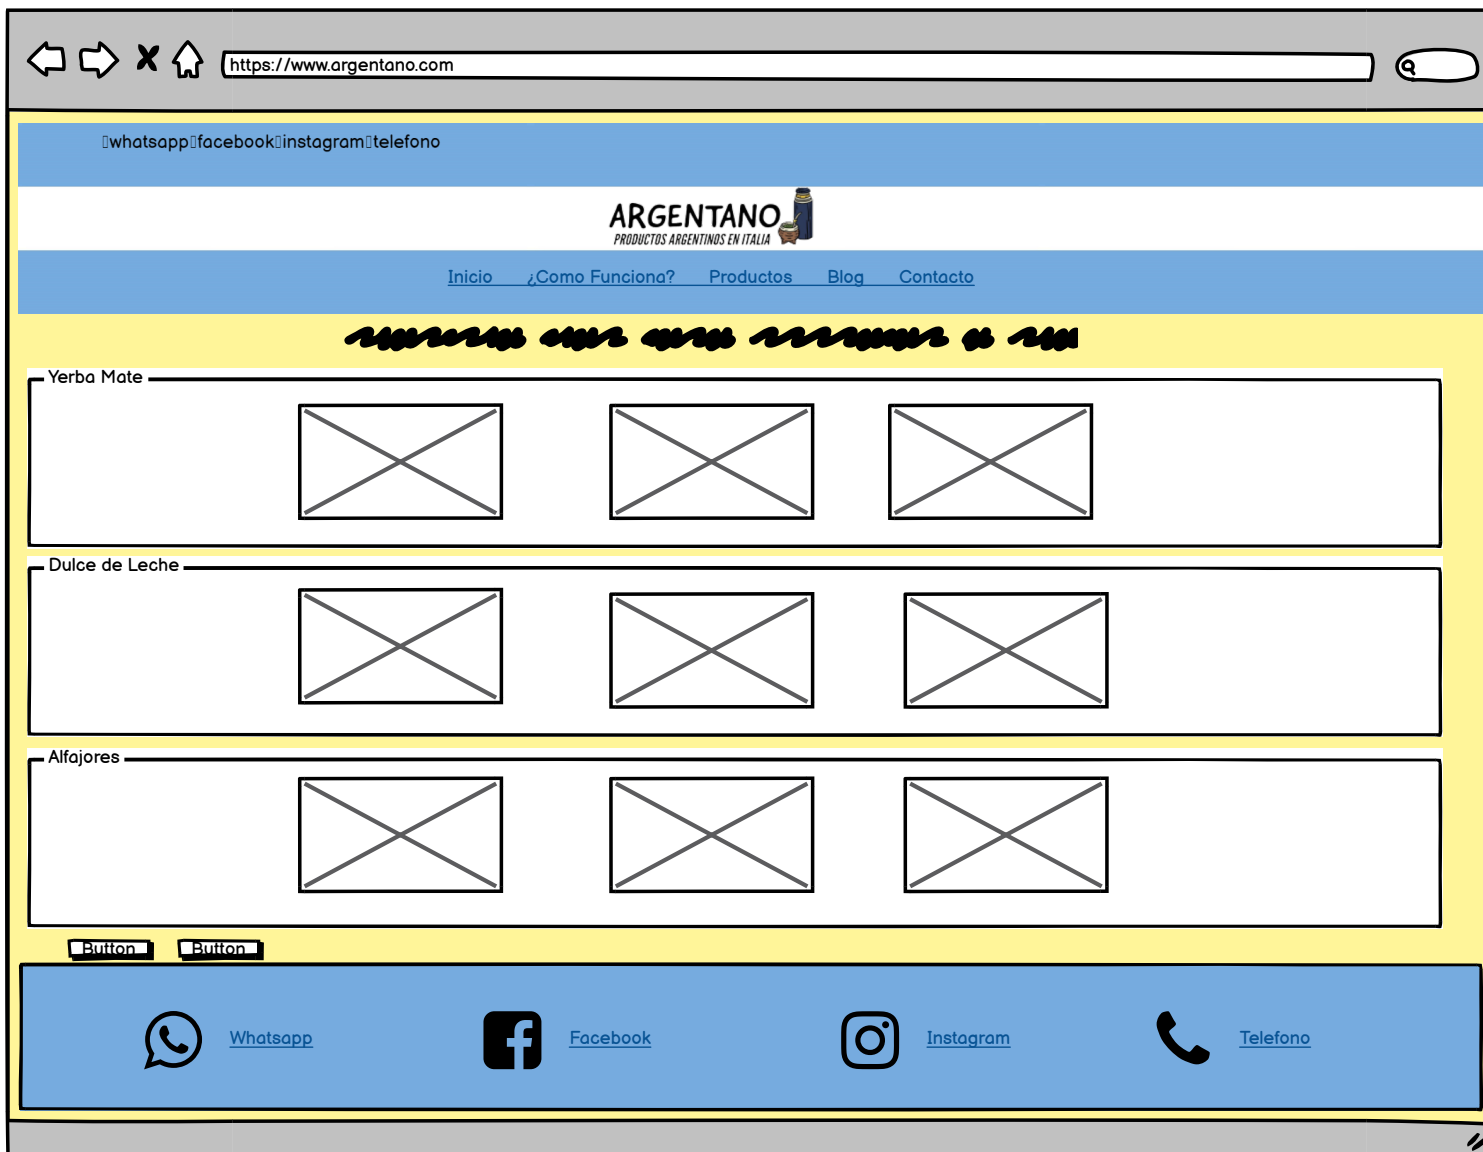 https://www.argentano.com
whatsapp facebook instagram telefono
ARGENTANO
PRODUCTOS ARGENTINOS EN ITALIA
Inicio ¿Como Funciona? Productos Blog Contacto
Yerba Mate
Dulce de Leche
Alfajores
Button Button
Whatsapp Facebook Instagram Telefono